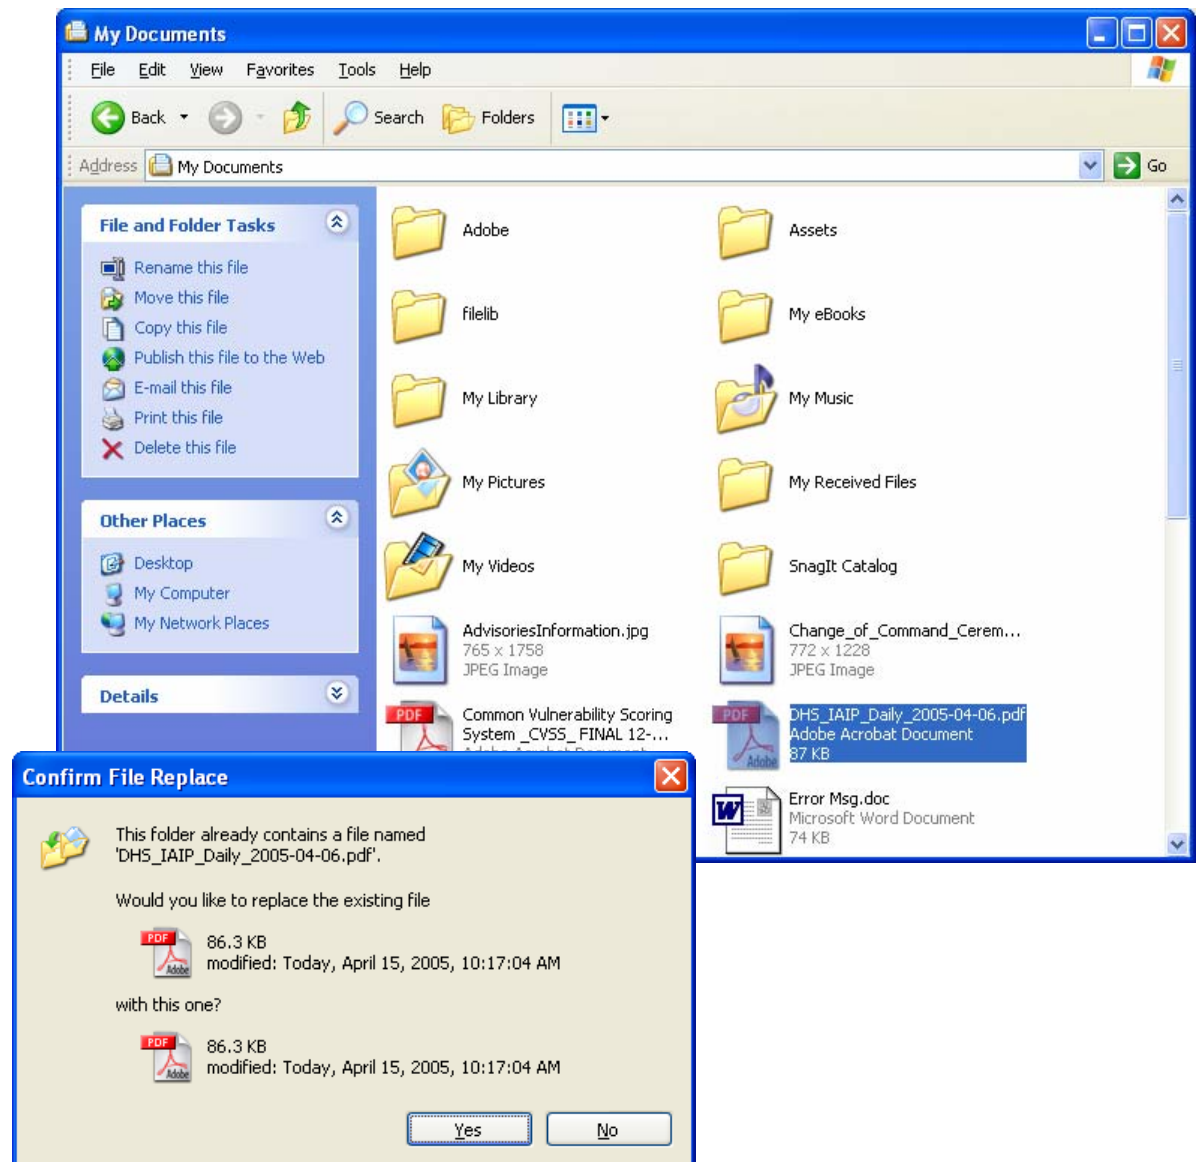 My Documents
File Edit View Favorites Tools Help
Back Search Folders
Address My Documents Go
File and Folder Tasks
Rename this file
Move this file
Copy this file
Publish this file to the Web
E-mail this file
Print this file
Delete this file
Other Places
Desktop
My Computer
My Network Places
Details
Adobe
Assets
filelib
My eBooks
My Library
My Music
My Pictures
My Received Files
My Videos
SnagIt Catalog
AdvisoriesInformation.jpg
765 x 1758
JPEG Image
Change_of_Command_Cerem...
772 x 1228
JPEG Image
PDF
Common Vulnerability Scoring
System _CVSS_ FINAL 12-...
Adobe Acrobat Document
PDF
Adobe
DHS_IAIP_Daily_2005-04-06.pdf
Adobe Acrobat Document
87 KB
W
Error Msg.doc
Microsoft Word Document
74 KB
Confirm File Replace
This folder already contains a file named
'DHS_IAIP_Daily_2005-04-06.pdf'.
Would you like to replace the existing file
PDF
Adobe
86.3 KB
modified: Today, April 15, 2005, 10:17:04 AM
with this one?
PDF
Adobe
86.3 KB
modified: Today, April 15, 2005, 10:17:04 AM
Yes No